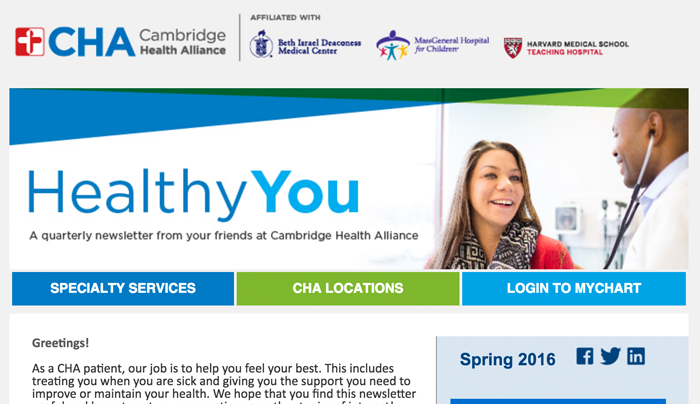 CHA Cambridge
Health Alliance
AFFILIATED WITH
Beth Israel Deaconess
Medical Center
MassGeneral Hospital
for Children
HARVARD MEDICAL SCHOOL
TEACHING HOSPITAL
HealthyYou
A quarterly newsletter from your friends at Cambridge Health Alliance
SPECIALTY SERVICES
CHA LOCATIONS
LOGIN TO MYCHART
Greetings!
As a CHA patient, our job is to help you feel your best. This includes
treating you when you are sick and giving you the support you need to
improve or maintain your health. We hope that you find this newsletter
Spring 2016